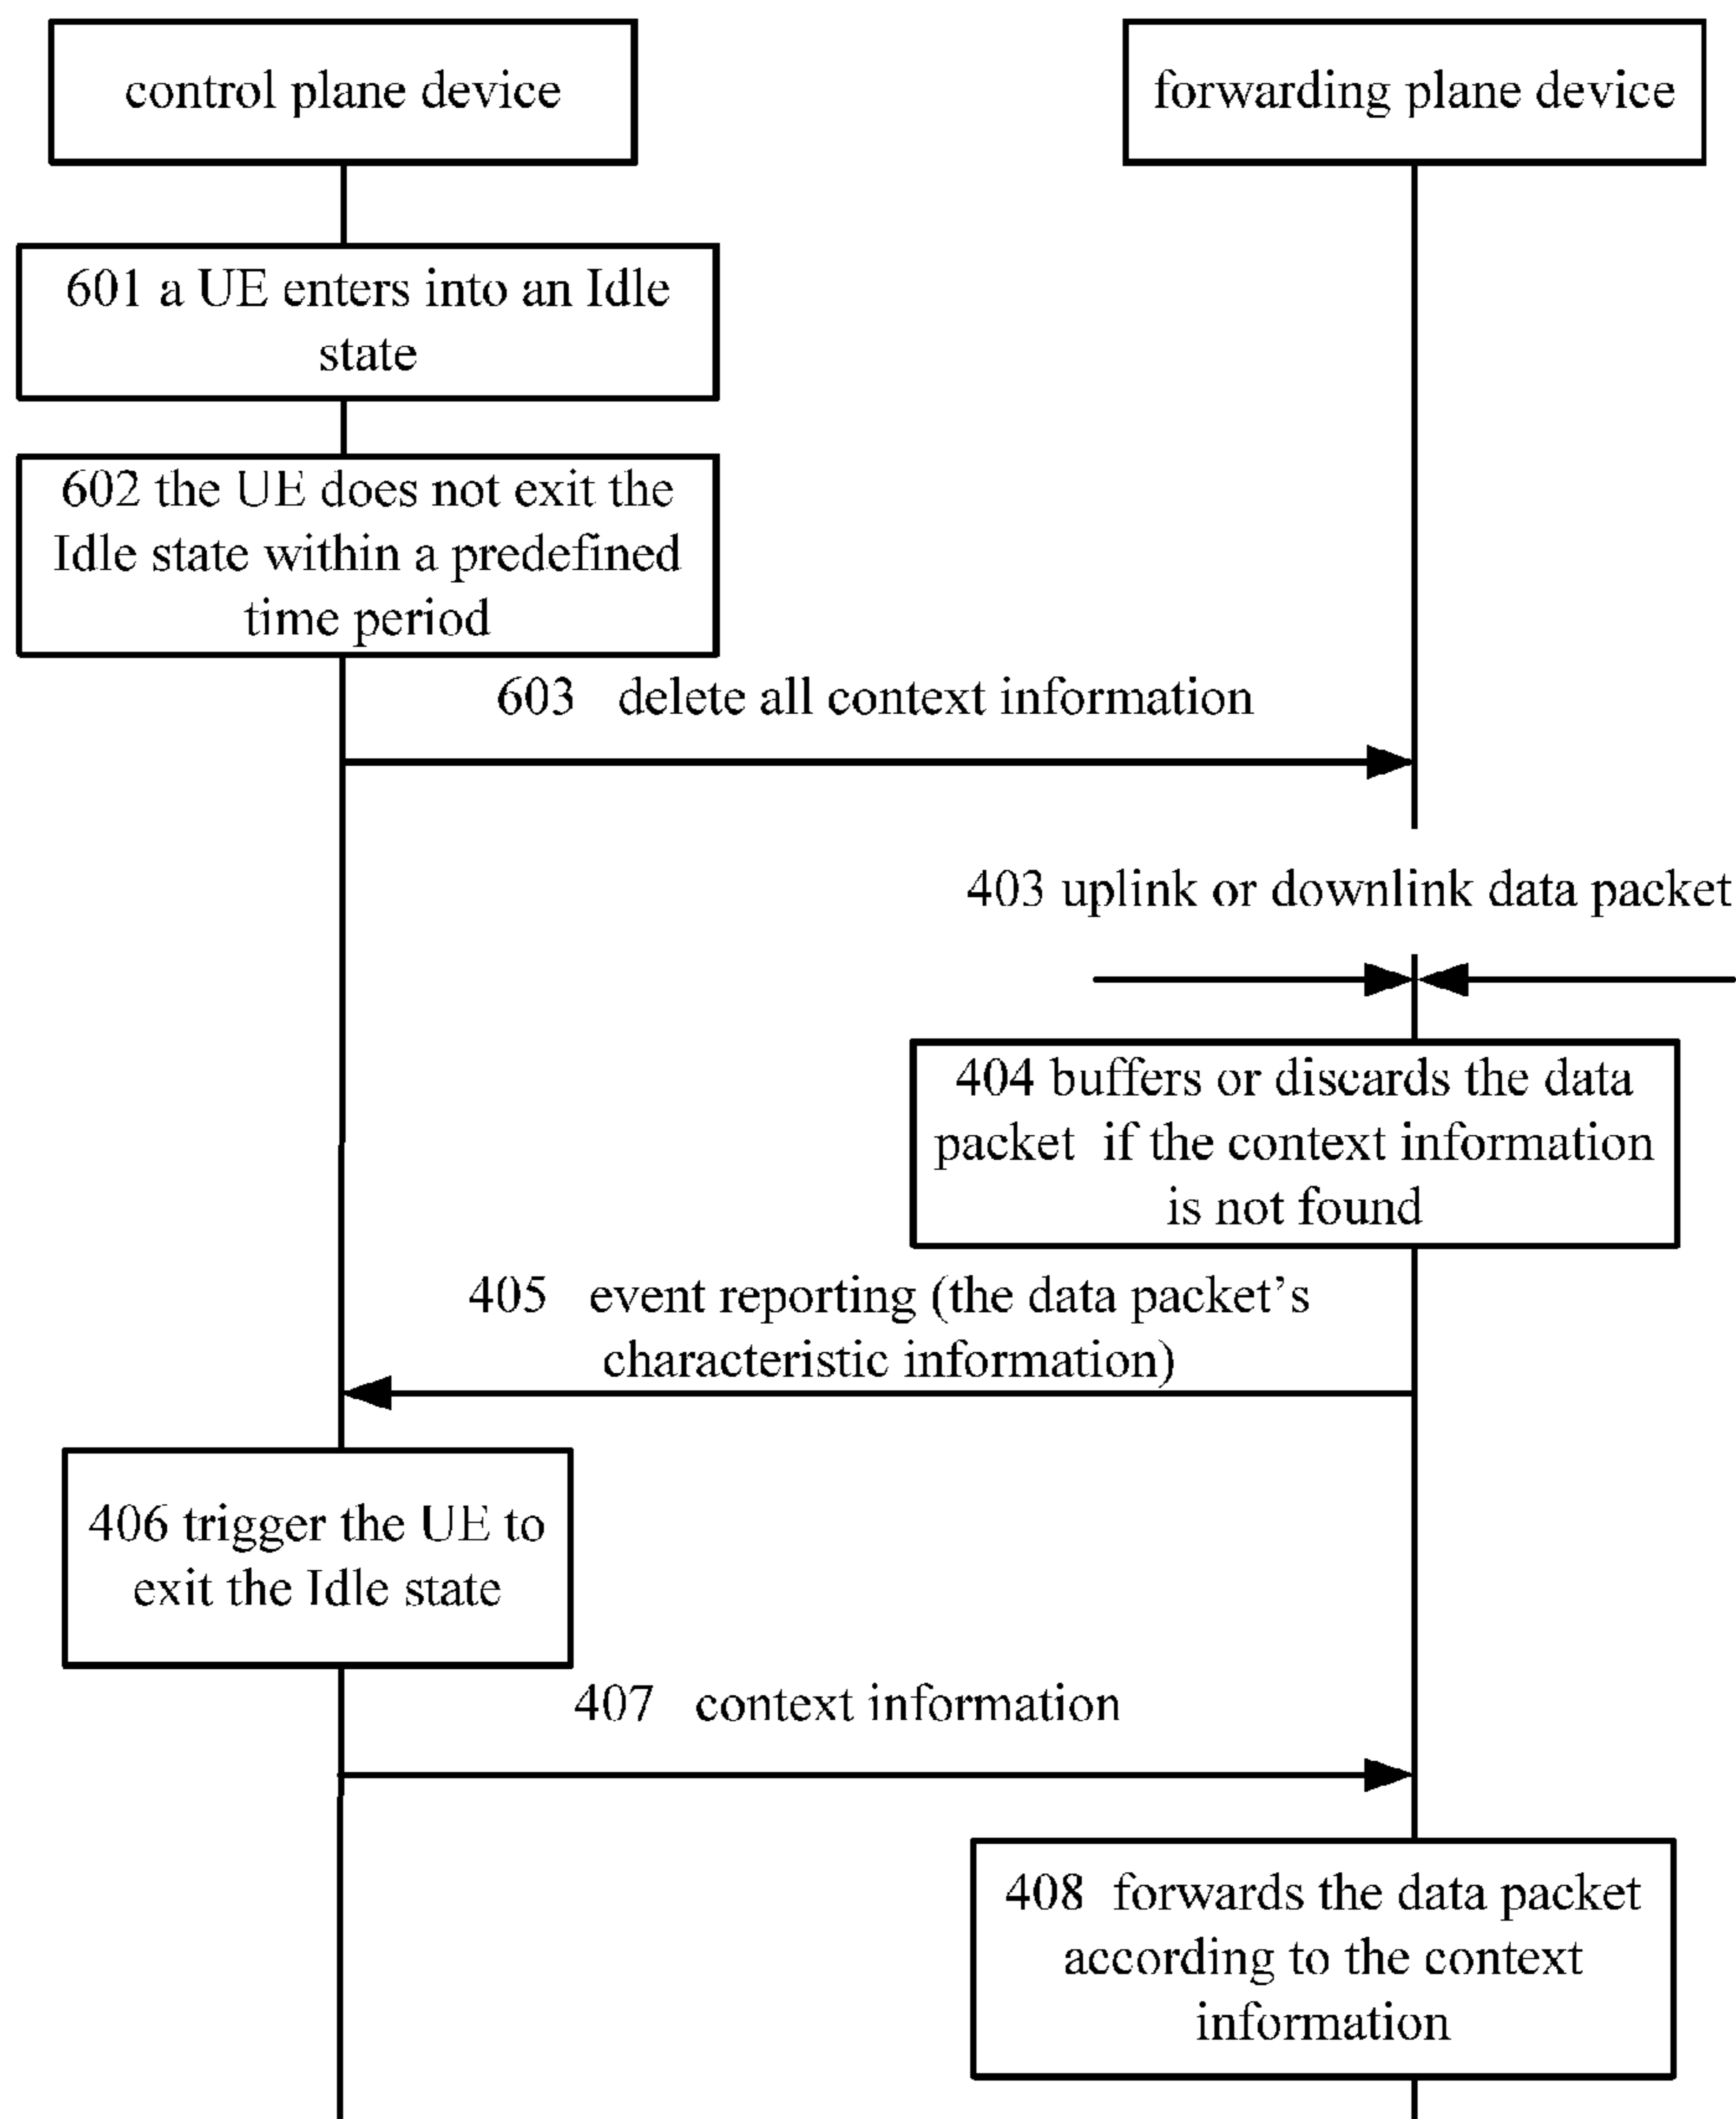 control plane device
forwarding plane device
601 a UE enters into an Idle
state
602 the UE does not exit the
Idle state within a predefined
time period
603 delete all context information
403 uplink or downlink data packet
404 buffers or discards the data
packet if the context information
is not found
405 event reporting (the data packet’s
characteristic information)
406 trigger the UE to
exit the Idle state
407 context information
408 forwards the data packet
according to the context
information